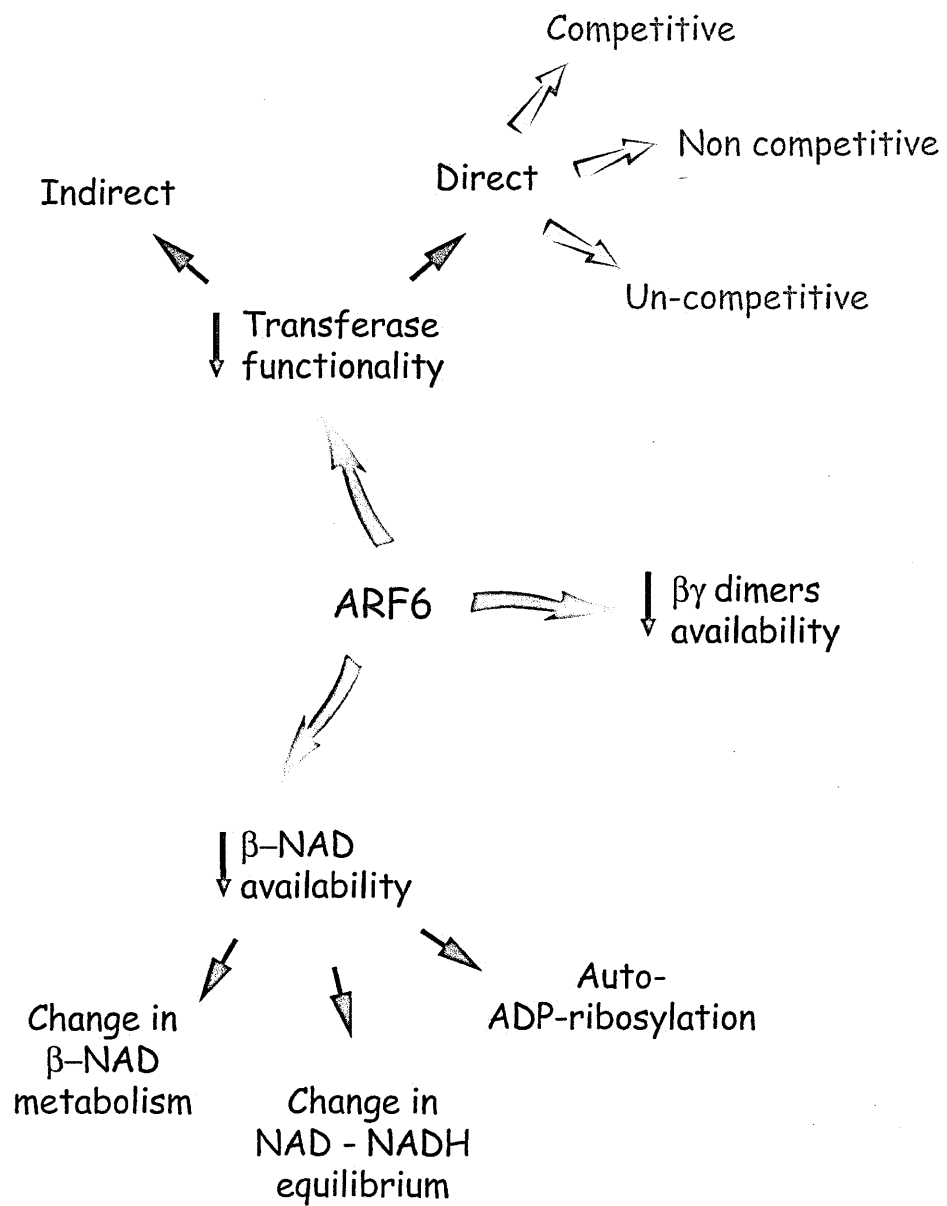 Competitive
Non competitive
Direct
Indirect
Un-competitive
Transferase
functionality
ARF6
βγ dimers
availability
β–NAD
availability
Auto-
ADP-ribosylation
Change in
β–NAD
metabolism
Change in
NAD - NADH
equilibrium